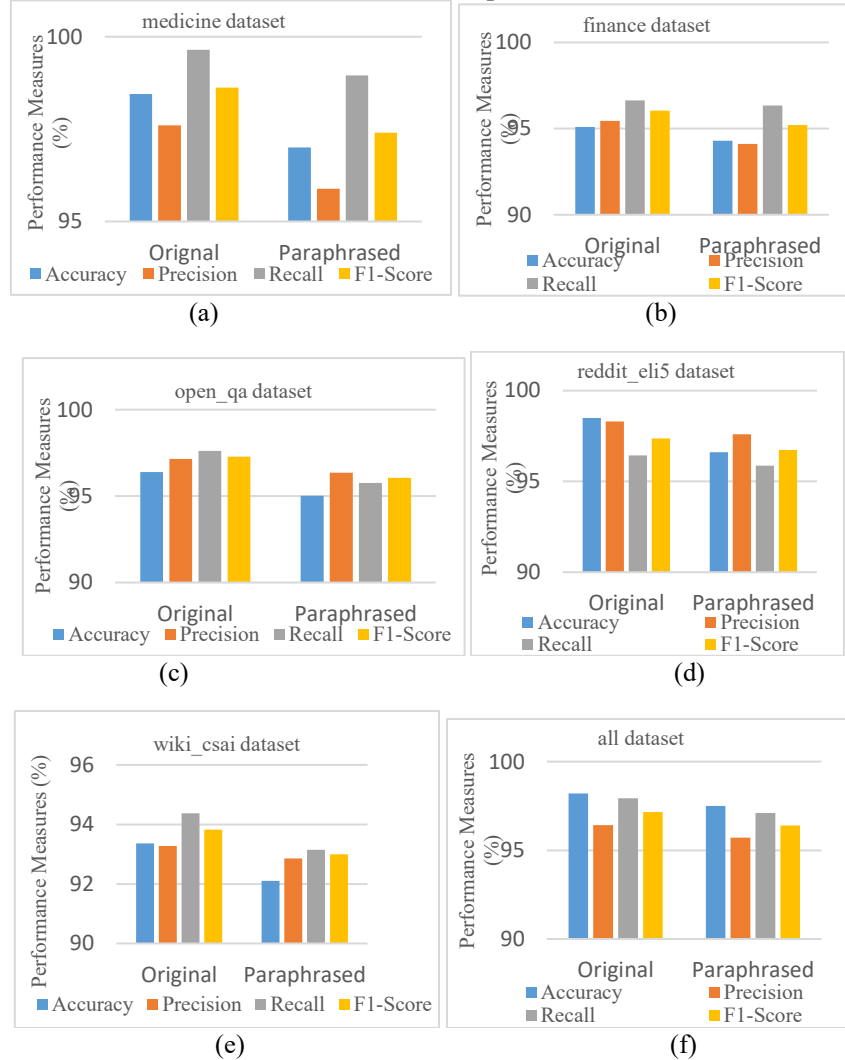 medicine dataset
Performance Measures
(%)
100
95
Orignal Paraphrased
Accuracy Precision Recall F1-Score
(a)
finance dataset
Performance Measures
(%)
100
95
90
Original Paraphrased
Accuracy Precision
Recall F1-Score
(b)
open_qa dataset
Performance Measures
(%)
100
95
90
Original Paraphrased
Accuracy Precision Recall F1-Score
(c)
reddit_eli5 dataset
Performance Measures
(%)
100
95
90
Original Paraphrased
Accuracy Precision
Recall F1-Score
(d)
wiki_csai dataset
Performance Measures (%)
96
94
92
90
Original Paraphrased
Accuracy Precision Recall F1-Score
(e)
all dataset
Performance Measures
(%)
100
95
90
Original Paraphrased
Accuracy Precision
Recall F1-Score
(f)